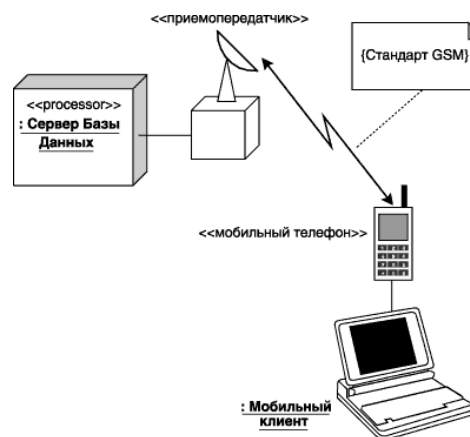 <<приемопередатчик>>
{Стандарт GSM}
<<processor>>
: Сервер Базы
Данных
<<мобильный телефон>>
: Мобильный
клиент